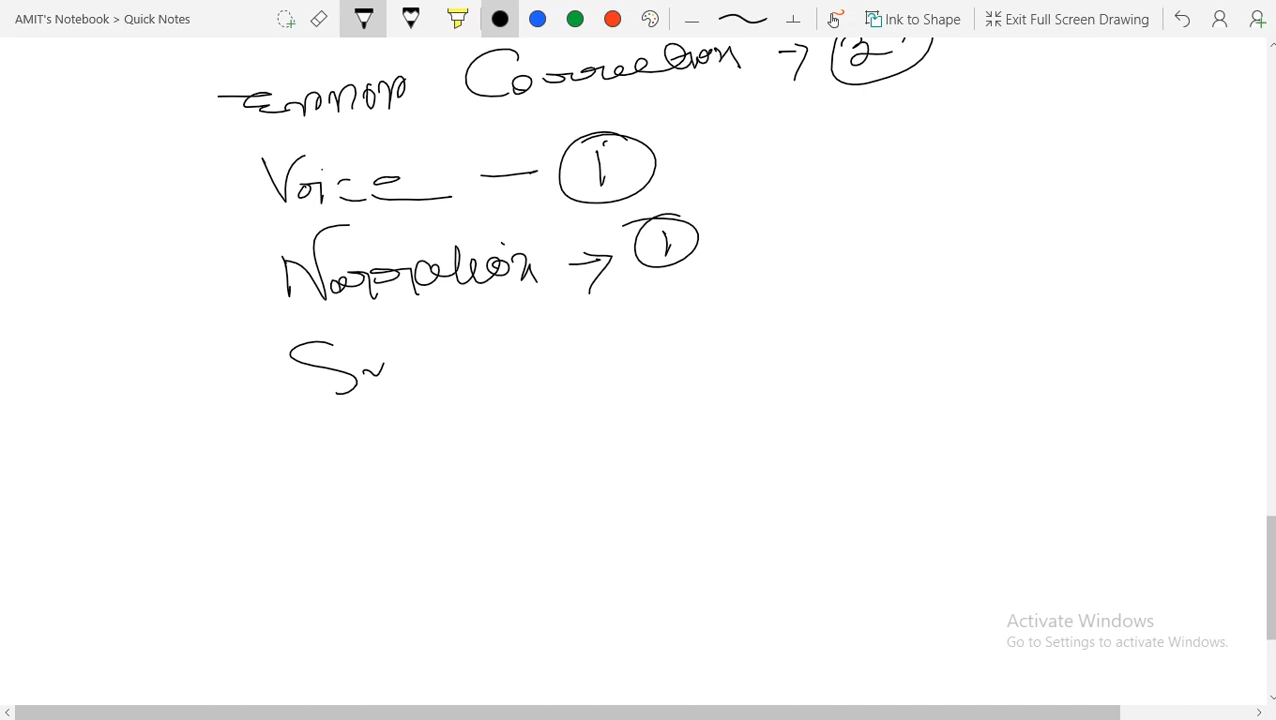 AMIT's Notebook > Quick Notes
Ink to Shape
Exit Full Screen Drawing
Error Correction → 2
Voice — 1
Narration → 1
S
Activate Windows
Go to Settings to activate Windows.